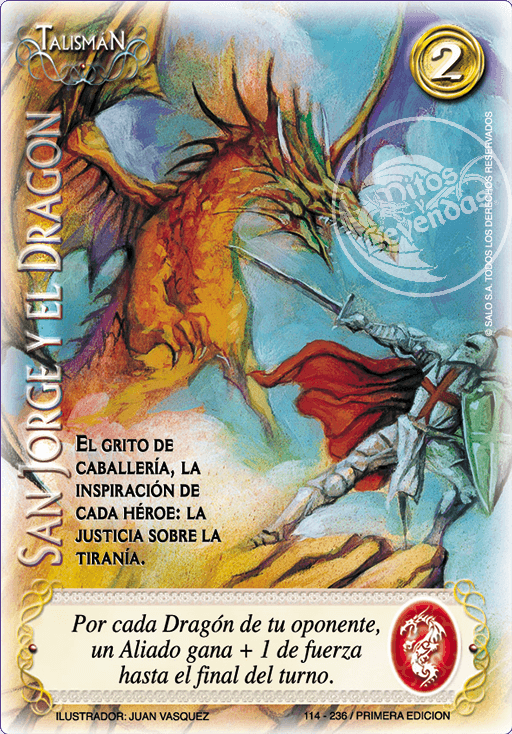 TALISMÁN
2
Mitos
Leyendas
SAN JORGE Y EL DRAGON
© SALO S.A. TODOS LOS DERECHOS RESERVADOS
EL GRITO DE
CABALLERÍA, LA
INSPIRACIÓN DE
CADA HÉROE: LA
JUSTICIA SOBRE LA
TIRANÍA.
Por cada Dragón de tu oponente,
un Aliado gana + 1 de fuerza
hasta el final del turno.
ILUSTRADOR: JUAN VASQUEZ
114 - 236 / PRIMERA EDICION